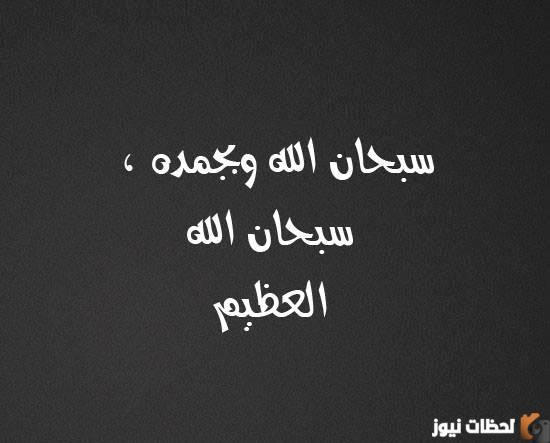 سبحان الله وبحمده ،
سبحان الله
العظيم
لحظات نيوز